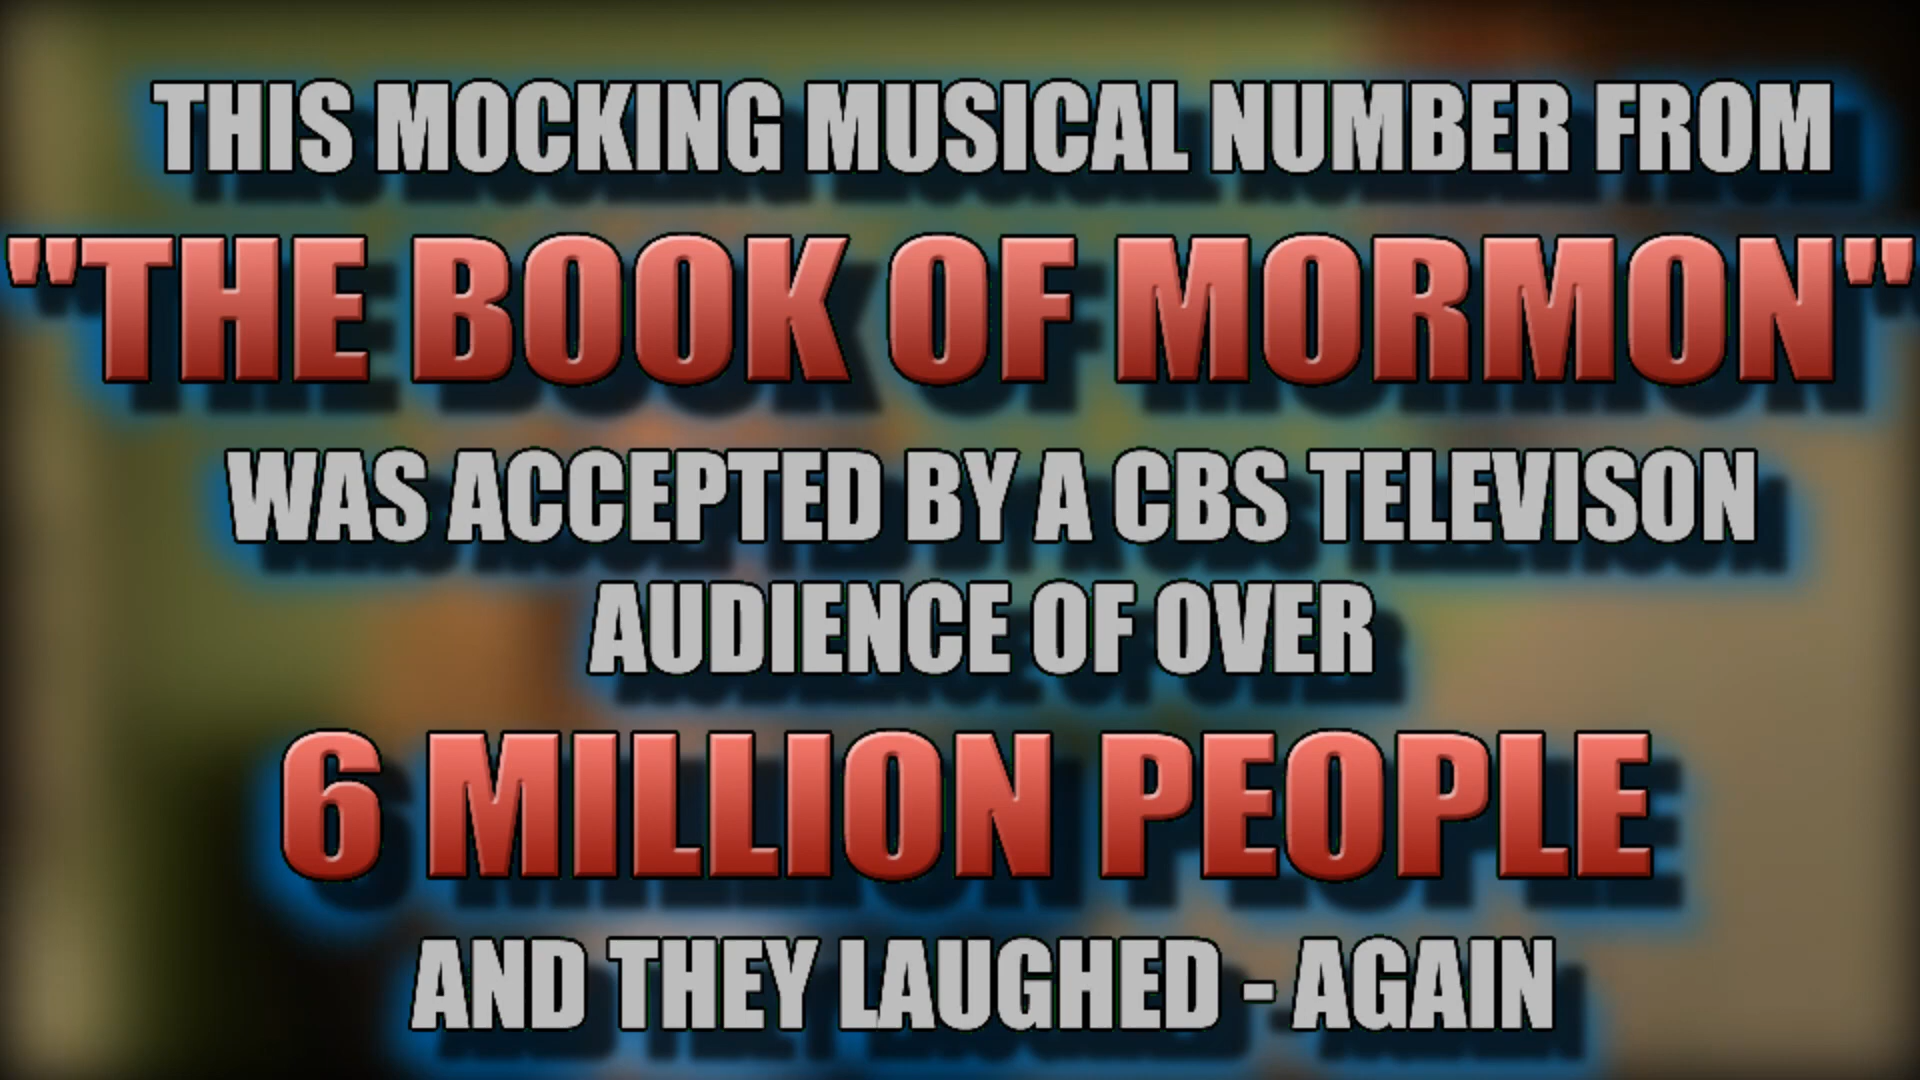 THIS MOCKING MUSICAL NUMBER FROM
"THE BOOK OF MORMON"
WAS ACCEPTED BY A CBS TELEVISON
AUDIENCE OF OVER
6 MILLION PEOPLE
AND THEY LAUGHED - AGAIN